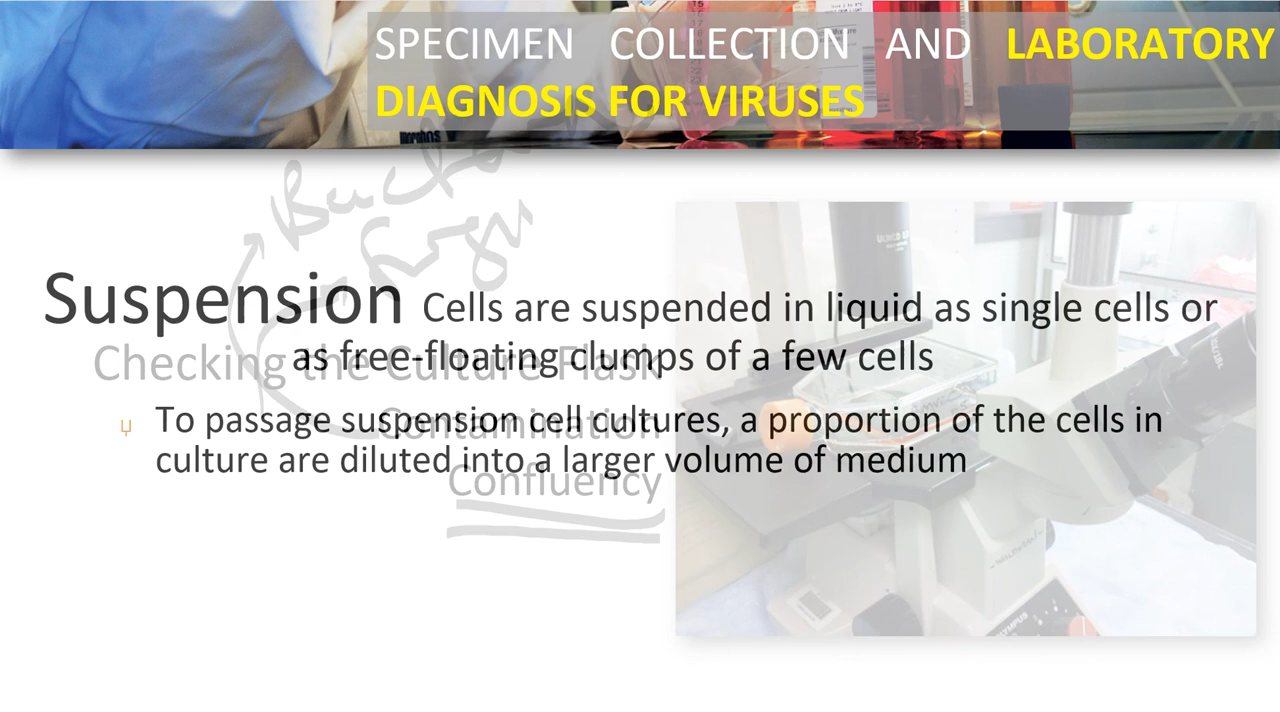 SPECIMEN COLLECTION AND LABORATORY
DIAGNOSIS FOR VIRUSES
Suspension Cells are suspended in liquid as single cells or
as free-floating clumps of a few cells
Checking the Culture Flask
To passage suspension cell cultures, a proportion of the cells in
Contamination
culture are diluted into a larger volume of medium
Confluency
OLYMPUS